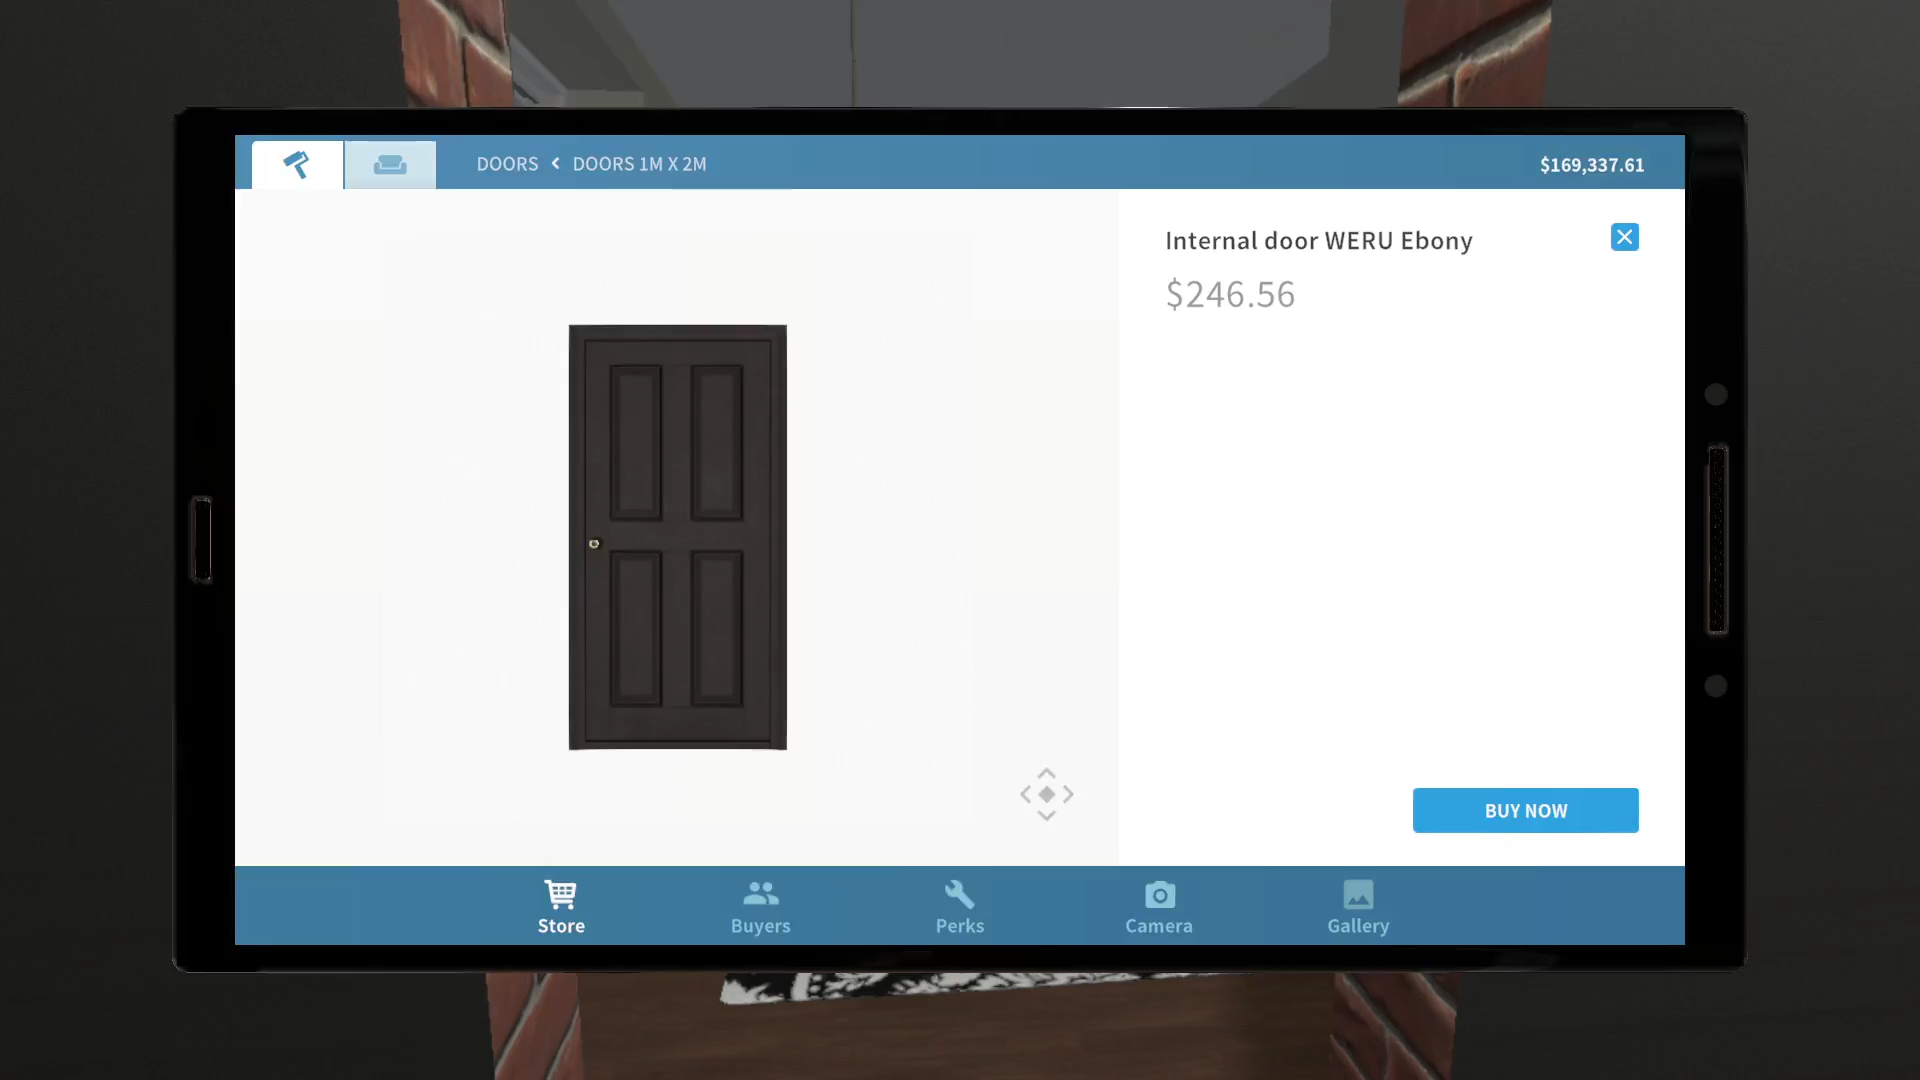 DOORS < DOORS 1M X 2M
$169,337.61
Internal door WERU Ebony
$246.56
BUY NOW
Store
Buyers
Perks
Camera
Gallery